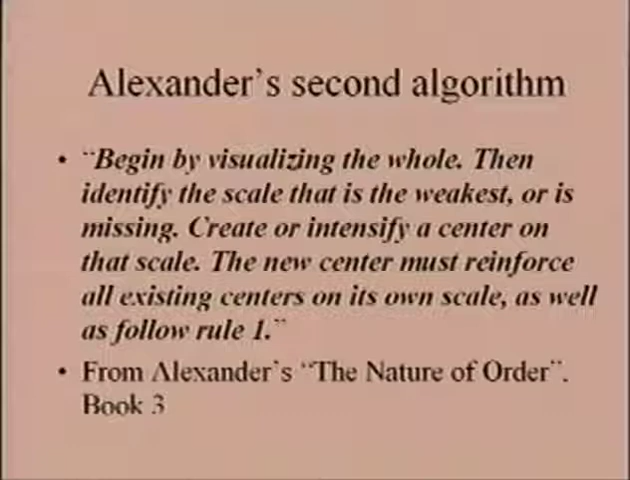 Alexander's second algorithm
• "Begin by visualizing the whole. Then
identify the scale that is the weakest, or is
missing. Create or intensify a center on
that scale. The new center must reinforce
all existing centers on its own scale, as well
as follow rule 1."
• From Alexander's "The Nature of Order".
Book 3